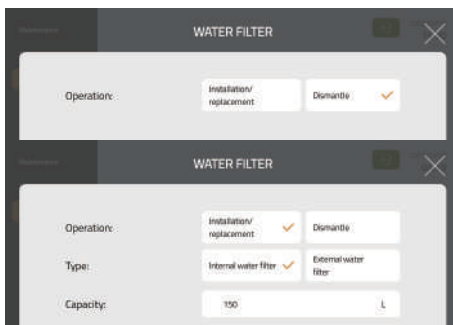 WATER FILTER
Operation:
Installation/
replacement
Dismantle
WATER FILTER
Operation:
Installation/
replacement
Dismantle
Type:
Internal water filter
External water
filter
Capacity:
150
L